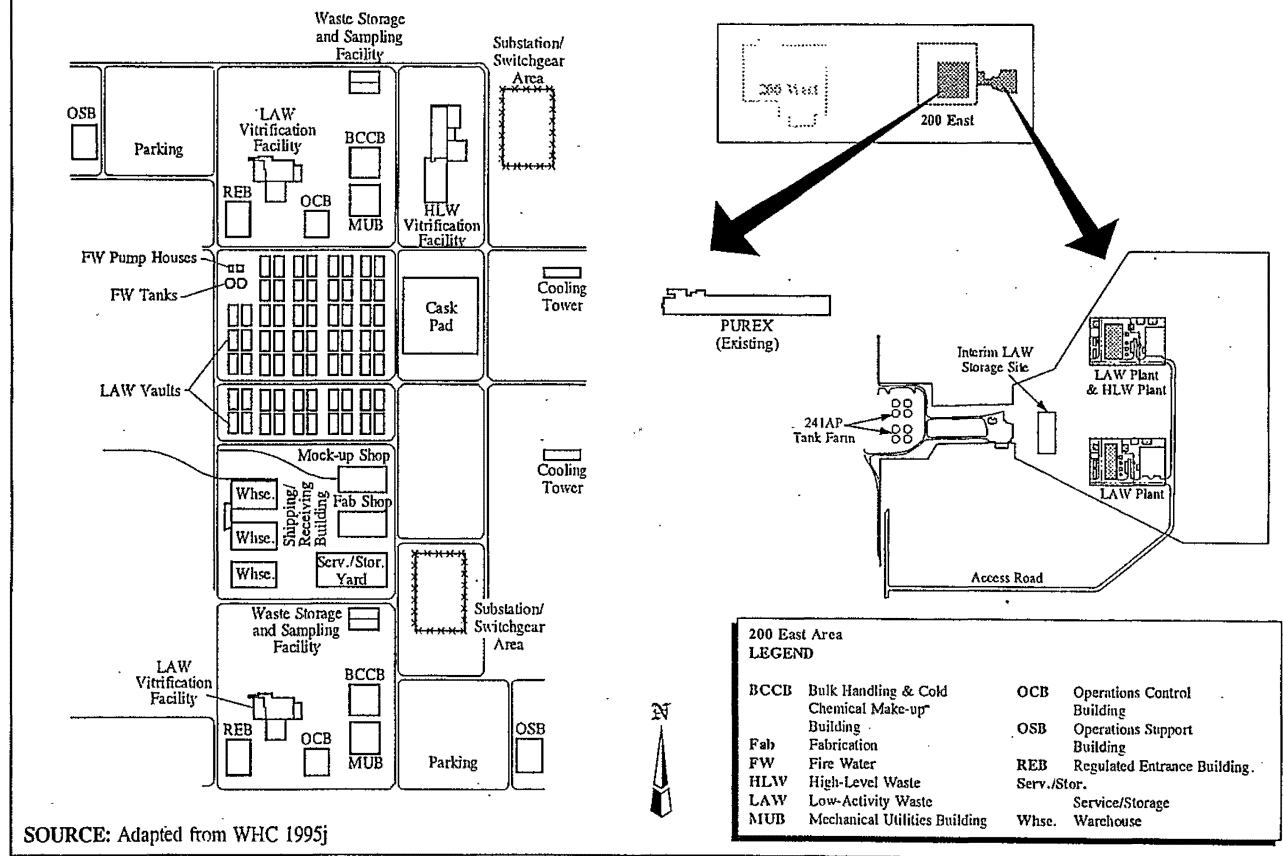 Waste Storage
and Sampling
Facility
Substation/
Switchgear
Area
OSB
Parking
LAW
Vitrification
Facility
BCCB
REB
OCB
MUB
HLW
Vitrification
Facility
FW Pump Houses
FW Tanks
Cask
Pad
Cooling
Tower
LAW Vaults
Mock-up Shop
Cooling
Tower
Whse.
Shipping/
Receiving
Building
Fab Shop
Whse.
Whse.
Serv./Stor.
Yard
Waste Storage
and Sampling
Facility
Substation/
Switchgear
Area
LAW
Vitrification
Facility
BCCB
REB
OCB
MUB
Parking
OSB
200 West
200 East
PUREX
(Existing)
Interim LAW
Storage Site
LAW Plant
& HLW Plant
241AP
Tank Farm
LAW Plant
Access Road
N
200 East Area
LEGEND
BCCB Bulk Handling & Cold
Chemical Make-up
Building
Fab Fabrication
FW Fire Water
HLW High-Level Waste
LAW Low-Activity Waste
MUB Mechanical Utilities Building
OCB Operations Control
Building
OSB Operations Support
Building
REB Regulated Entrance Building
Serv./Stor.
Service/Storage
Whse. Warehouse
SOURCE: Adapted from WHC 1995j